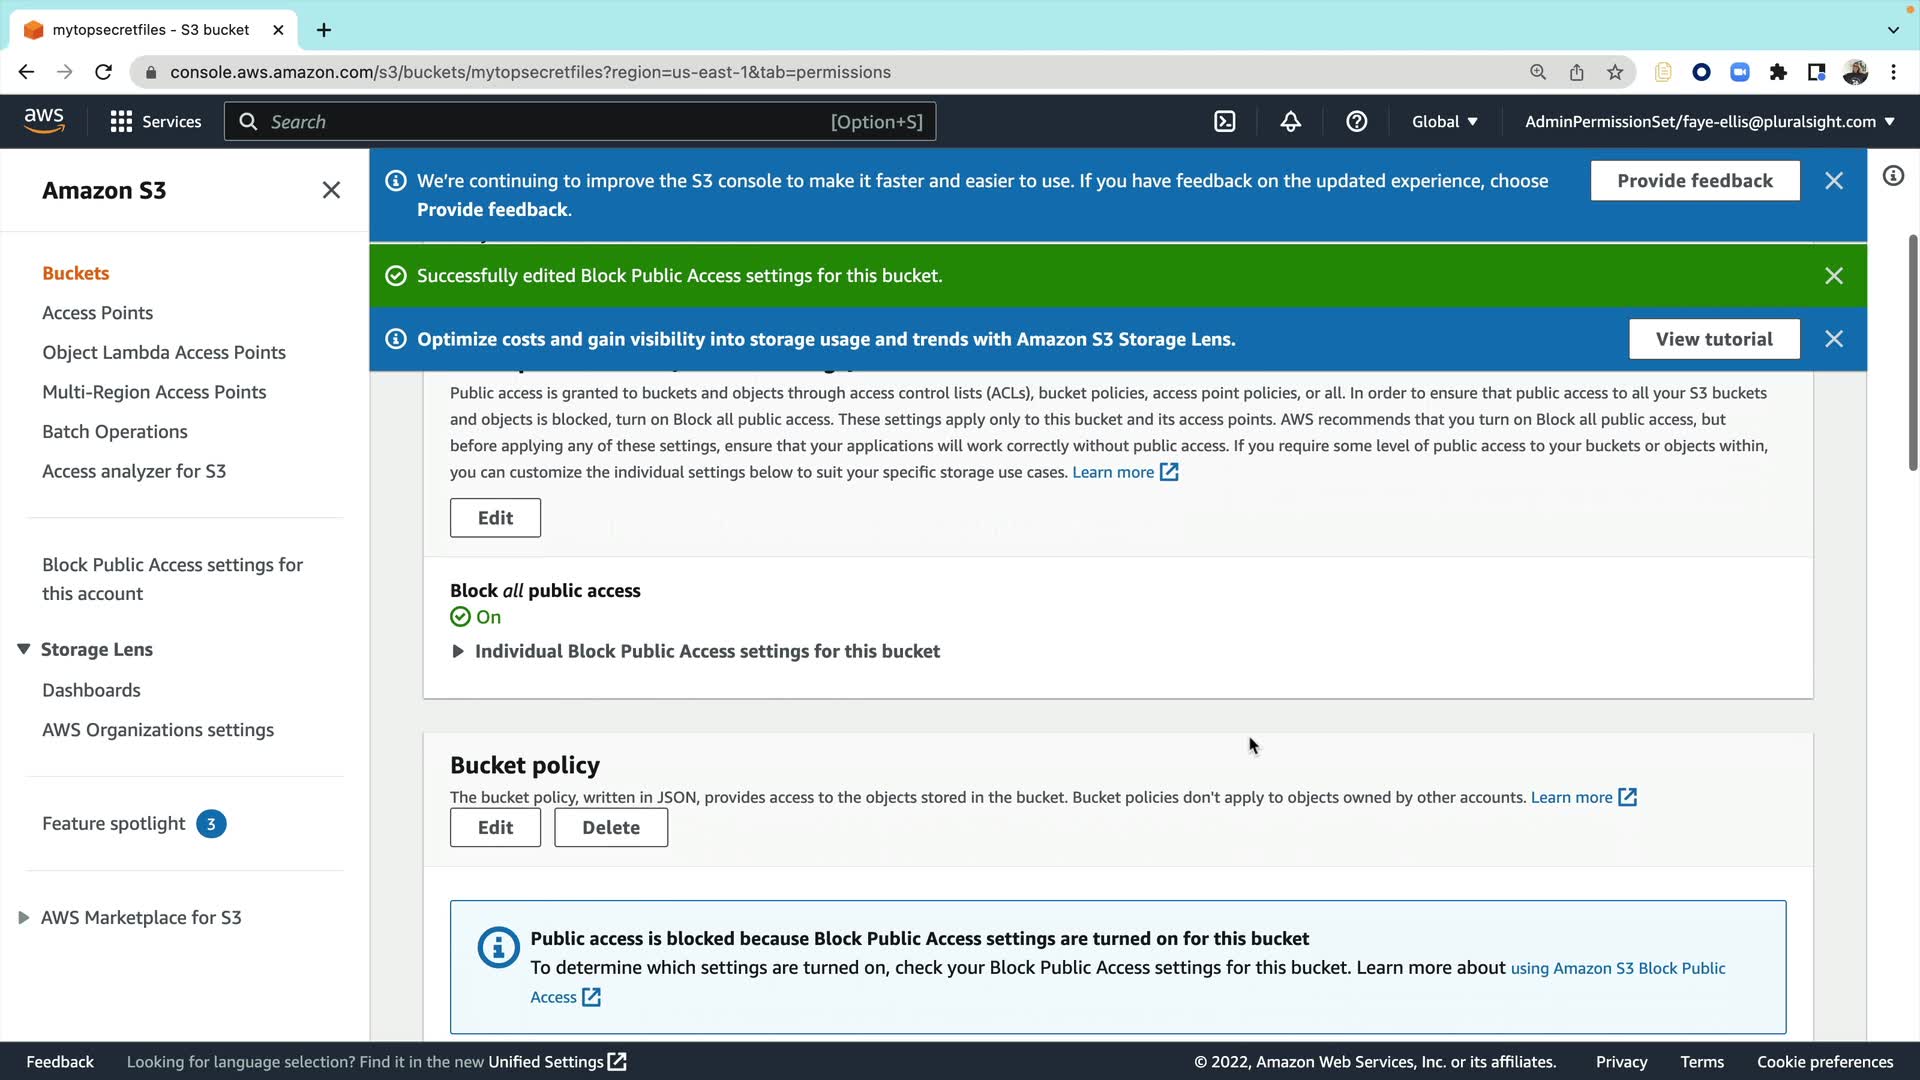 mytopsecretfiles - S3 bucket
console.aws.amazon.com/s3/buckets/mytopsecretfiles?region=us-east-1&tab=permissions
aws
Services
Search
[Option+S]
Global
AdminPermissionSet/faye-ellis@pluralsight.com
Amazon S3
Buckets
Access Points
Object Lambda Access Points
Multi-Region Access Points
Batch Operations
Access analyzer for S3
Block Public Access settings for
this account
Storage Lens
Dashboards
AWS Organizations settings
Feature spotlight 3
AWS Marketplace for S3
We're continuing to improve the S3 console to make it faster and easier to use. If you have feedback on the updated experience, choose
Provide feedback.
Provide feedback
Successfully edited Block Public Access settings for this bucket.
Optimize costs and gain visibility into storage usage and trends with Amazon S3 Storage Lens.
View tutorial
Public access is granted to buckets and objects through access control lists (ACLs), bucket policies, access point policies, or all. In order to ensure that public access to all your S3 buckets
and objects is blocked, turn on Block all public access. These settings apply only to this bucket and its access points. AWS recommends that you turn on Block all public access, but
before applying any of these settings, ensure that your applications will work correctly without public access. If you require some level of public access to your buckets or objects within,
you can customize the individual settings below to suit your specific storage use cases. Learn more
Edit
Block all public access
On
Individual Block Public Access settings for this bucket
Bucket policy
The bucket policy, written in JSON, provides access to the objects stored in the bucket. Bucket policies don't apply to objects owned by other accounts. Learn more
Edit
Delete
Public access is blocked because Block Public Access settings are turned on for this bucket
To determine which settings are turned on, check your Block Public Access settings for this bucket. Learn more about using Amazon S3 Block Public
Access
Feedback
Looking for language selection? Find it in the new Unified Settings
© 2022, Amazon Web Services, Inc. or its affiliates.
Privacy
Terms
Cookie preferences